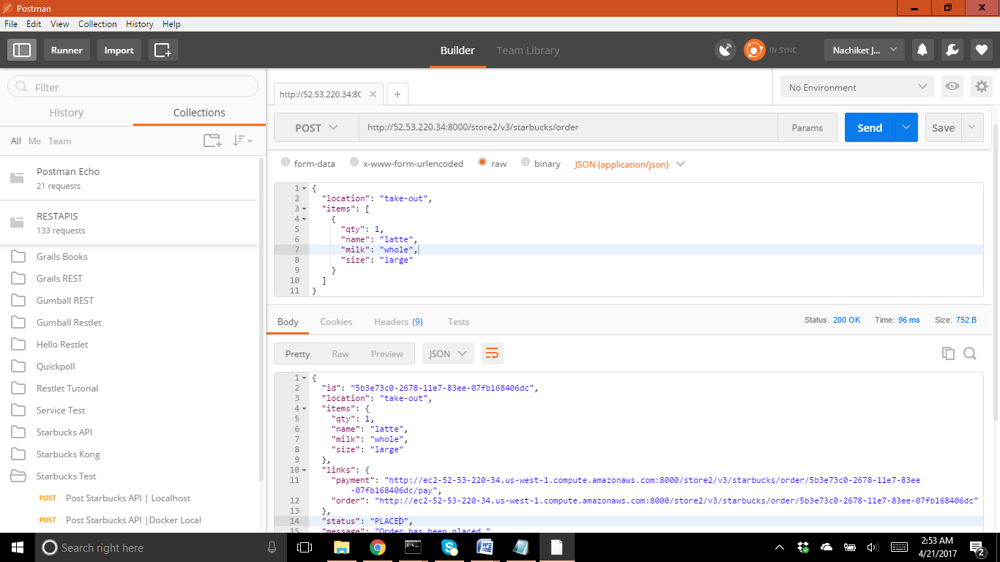 Postman
File Edit View Collection History Help
Runner Import Builder Team Library IN SYNC Nachiket J...
Filter
History Collections
All Me Team
Postman Echo
21 requests
RESTAPIS
133 requests
Grails Books
Grails REST
Gumball REST
Gumball Restlet
Hello Restlet
Quickpoll
Restlet Tutorial
Service Test
Starbucks API
Starbucks Kong
Starbucks Test
POST Post Starbucks API | Localhost
POST Post Starbucks API |Docker Local
http://52.53.220.34:80 No Environment
POST http://52.53.220.34:8000/store2/v3/starbucks/order Params Send Save
form-data x-www-form-urlencoded raw binary JSON (application/json)
1 {
2 "location": "take-out",
3 "items": [
4 {
5 "qty": 1,
6 "name": "latte",
7 "milk": "whole",
8 "size": "large"
9 }
10 ]
11 }
Body Cookies Headers (9) Tests Status: 200 OK Time: 96 ms Size: 752 B
Pretty Raw Preview JSON
1 {
2 "id": "5b3e73c0-2678-11e7-83ee-07fb168406dc",
3 "location": "take-out",
4 "items": {
5 "qty": 1,
6 "name": "latte",
7 "milk": "whole",
8 "size": "large"
9 },
10 "links": {
11 "payment": "http://ec2-52-53-220-34.us-west-1.compute.amazonaws.com:8000/store2/v3/starbucks/order/5b3e73c0-2678-11e7-83ee
-07fb168406dc/pay",
12 "order": "http://ec2-52-53-220-34.us-west-1.compute.amazonaws.com:8000/store2/v3/starbucks/order/5b3e73c0-2678-11e7-83ee-07fb168406dc"
13 },
14 "status": "PLACED",
15 "message": "Order has been placed."
Search right here
2:53 AM
4/21/2017
2